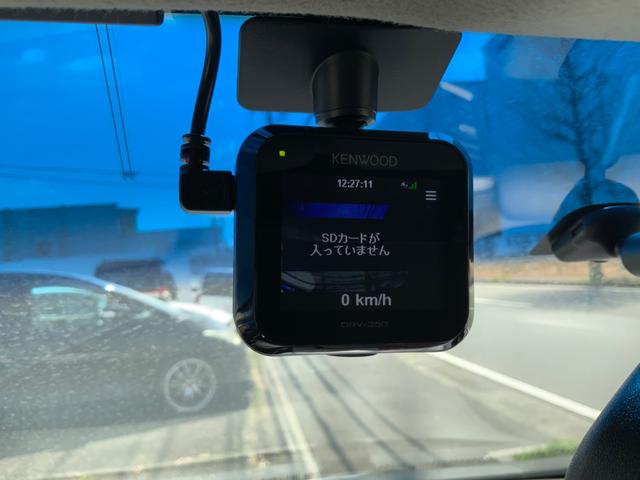 KENWOOD
12:27:11
SDカードが
入っていません
0 km/h
DRV-350